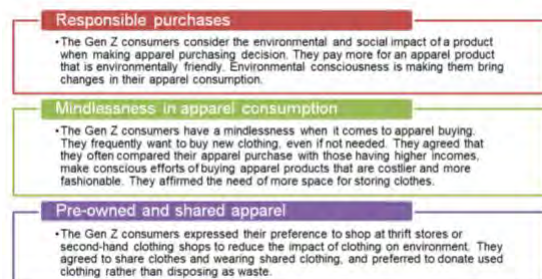 Responsible purchases
•The Gen Z consumers consider the environmental and social impact of a product
when making apparel purchasing decision. They pay more for an apparel product
that is environmentally friendly. Environmental consciousness is making them bring
changes in their apparel consumption.
Mindlessness in apparel consumption
•The Gen Z consumers have a mindlessness when it comes to apparel buying.
They frequently want to buy new clothing, even if not needed. They agreed that
they often compared their apparel purchase with those having higher incomes,
make conscious efforts of buying apparel products that are costlier and more
fashionable. They affirmed the need of more space for storing clothes.
Pre-owned and shared apparel
•The Gen Z consumers expressed their preference to shop at thrift stores or
second-hand clothing shops to reduce the impact of clothing on environment. They
agreed to share clothes and wearing shared clothing, and preferred to donate used
clothing rather than disposing as waste.